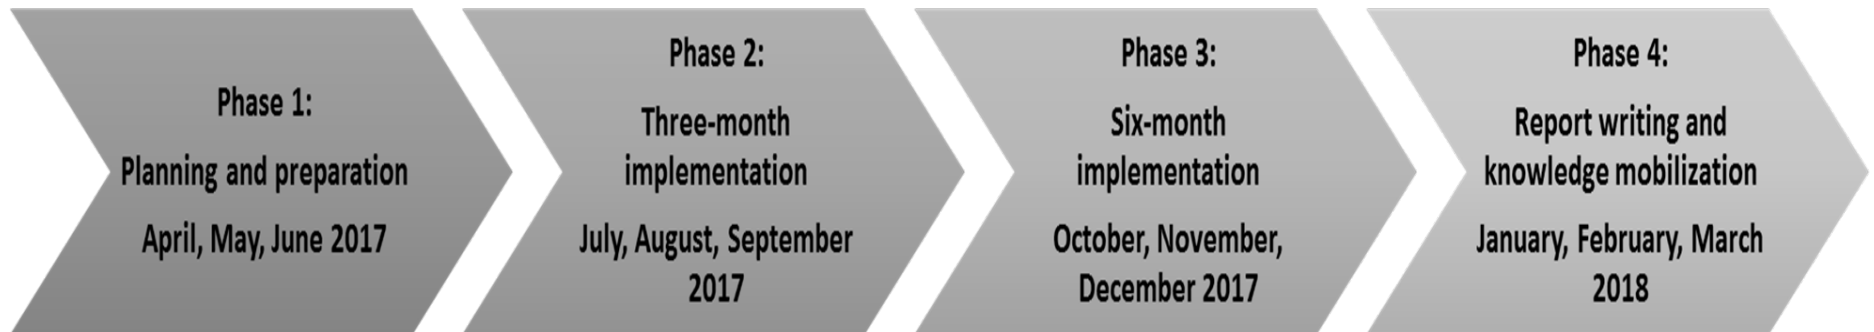 Phase 1:
Planning and preparation
April, May, June 2017
Phase 2:
Three-month
implementation
July, August, September
2017
Phase 3:
Six-month
implementation
October, November,
December 2017
Phase 4:
Report writing and
knowledge mobilization
January, February, March
2018